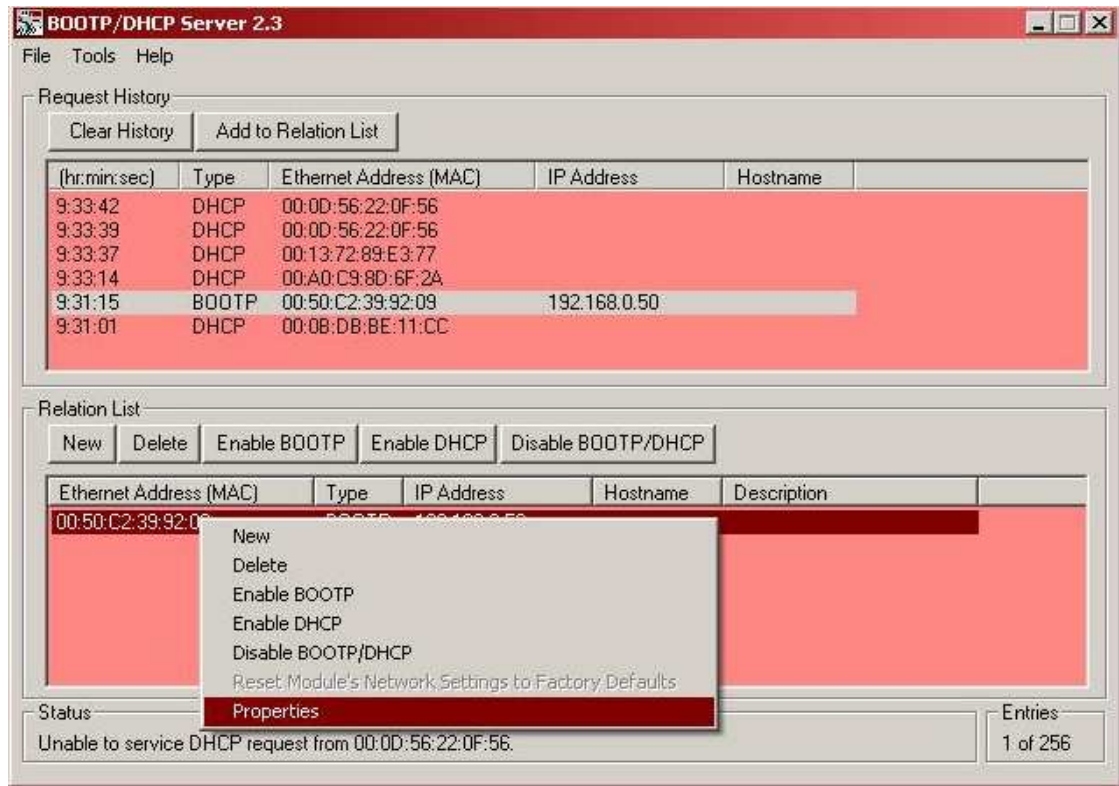 BOOTP/DHCP Server 2.3
File Tools Help
Request History
Clear History Add to Relation List
(hr:min:sec) Type Ethernet Address (MAC) IP Address Hostname
9:33:42 DHCP 00:0D:56:22:0F:56
9:33:39 DHCP 00:0D:56:22:0F:56
9:33:37 DHCP 00:13:72:89:E3:77
9:33:14 DHCP 00:A0:C9:8D:6F:2A
9:31:15 BOOTP 00:50:C2:39:92:09 192.168.0.50
9:31:01 DHCP 00:0B:DB:BE:11:CC
Relation List
New Delete Enable BOOTP Enable DHCP Disable BOOTP/DHCP
Ethernet Address (MAC) Type IP Address Hostname Description
00:50:C2:39:92:0
New
Delete
Enable BOOTP
Enable DHCP
Disable BOOTP/DHCP
Reset Module's Network Settings to Factory Defaults
Properties
Status
Unable to service DHCP request from 00:0D:56:22:0F:56.
Entries
1 of 256